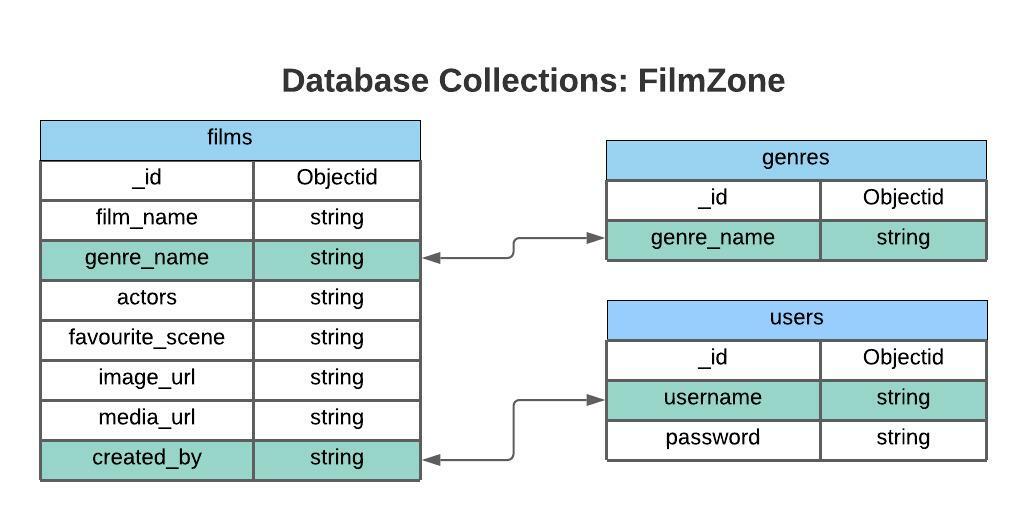 Database Collections: FilmZone
films
_id Objectid
film_name string
genre_name string
actors string
favourite_scene string
image_url string
media_url string
created_by string
genres
_id Objectid
genre_name string
users
_id Objectid
username string
password string